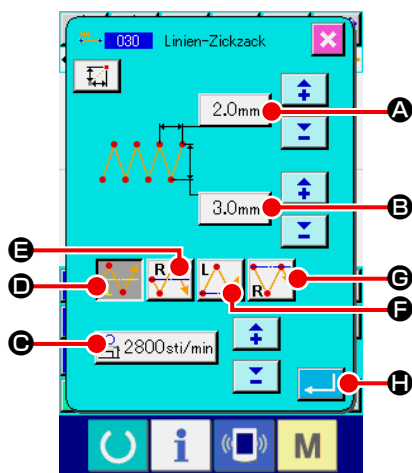 030 Linien-Zickzack
2.0mm
A
3.0mm
B
E
R
L
R
G
D
F
C
2800sti/min
H
i
M